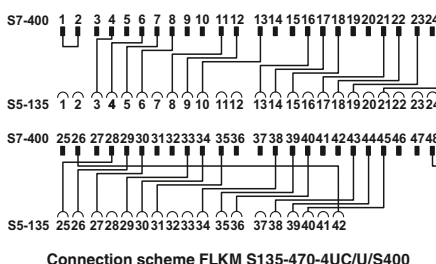 S7-400 1 2 3 4 5 6 7 8 9 10 11 12 13 14 15 16 17 18 19 20 21 22 23 24
S5-135 1 2 3 4 5 6 7 8 9 10 11 12 13 14 15 16 17 18 19 20 21 22 23 24
S7-400 25 26 27 28 29 30 31 32 33 34 35 36 37 38 39 40 41 42 43 44 45 46 47 48
S5-135 25 26 27 28 29 30 31 32 33 34 35 36 37 38 39 40 41 42
Connection scheme FLKM S135-470-4UC/U/S400